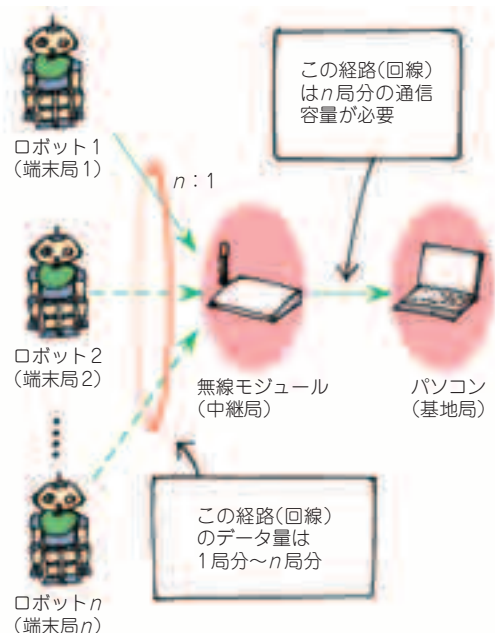 この経路(回線)
はn局分の通信
容量が必要
ロボット1
(端末局1)
n:1
ロボット2
(端末局2)
無線モジュール
(中継局)
パソコン
(基地局)
この経路(回線)
のデータ量は
1局分〜n局分
ロボットn
(端末局n)